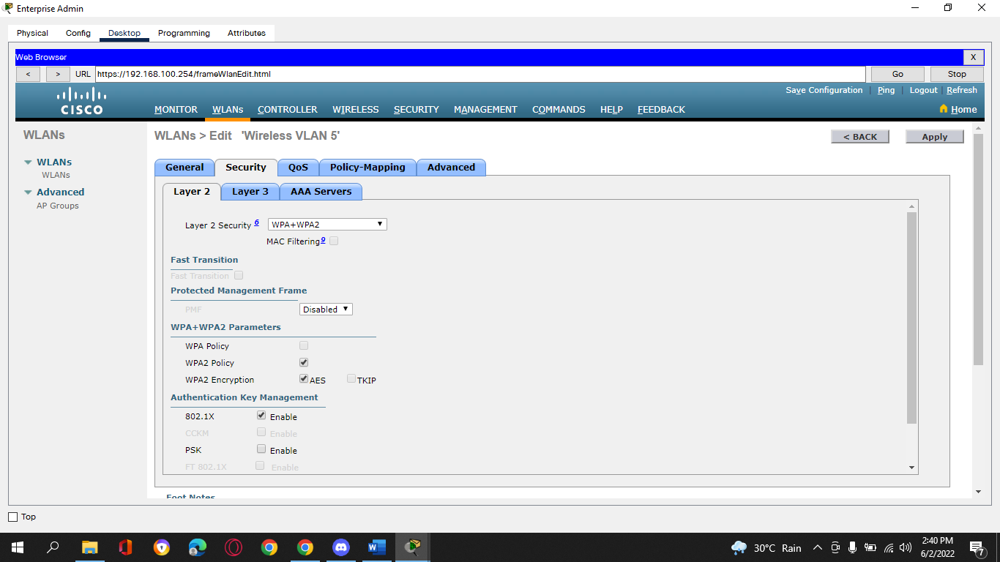 Enterprise Admin
Physical Config Desktop Programming Attributes
Web Browser X
< > URL https://192.168.100.254/frameWlanEdit.html Go Stop
Save Configuration | Ping | Logout | Refresh
CISCO MONITOR WLANs CONTROLLER WIRELESS SECURITY MANAGEMENT COMMANDS HELP FEEDBACK Home
WLANs
WLANs
WLANs
Advanced
AP Groups
WLANs > Edit 'Wireless VLAN 5' < BACK Apply
General Security QoS Policy-Mapping Advanced
Layer 2 Layer 3 AAA Servers
Layer 2 Security 6 WPA+WPA2
MAC Filtering 9
Fast Transition
Fast Transition
Protected Management Frame
PMF Disabled
WPA+WPA2 Parameters
WPA Policy
WPA2 Policy
WPA2 Encryption AES TKIP
Authentication Key Management
802.1X Enable
CCKM Enable
PSK Enable
FT 802.1X Enable
Foot Notes
Top
30°C Rain 2:40 PM
6/2/2022 7